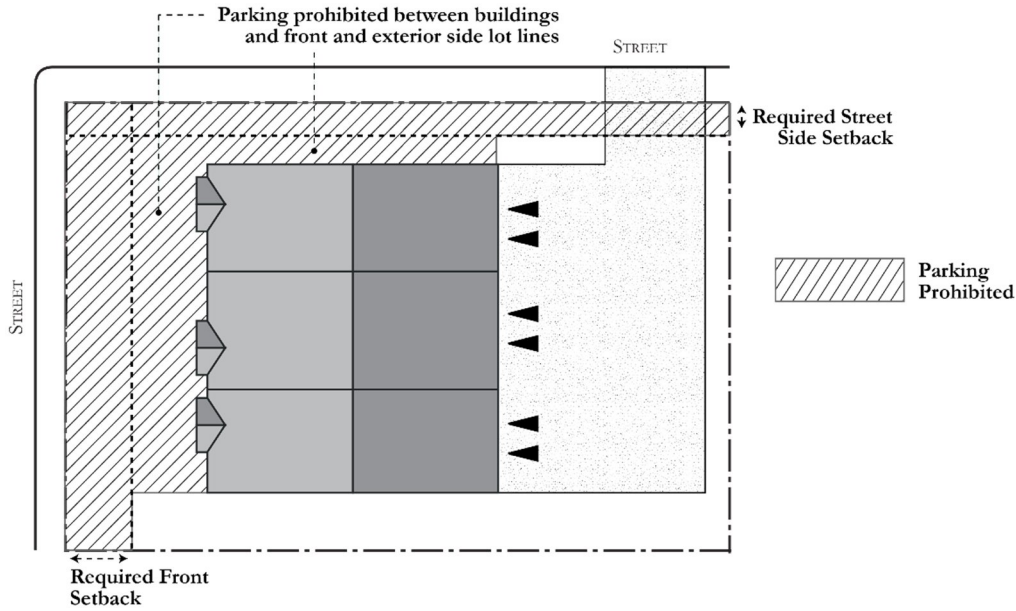 Parking prohibited between buildings
and front and exterior side lot lines
STREET
Required Street
Side Setback
Parking
Prohibited
STREET
Required Front
Setback